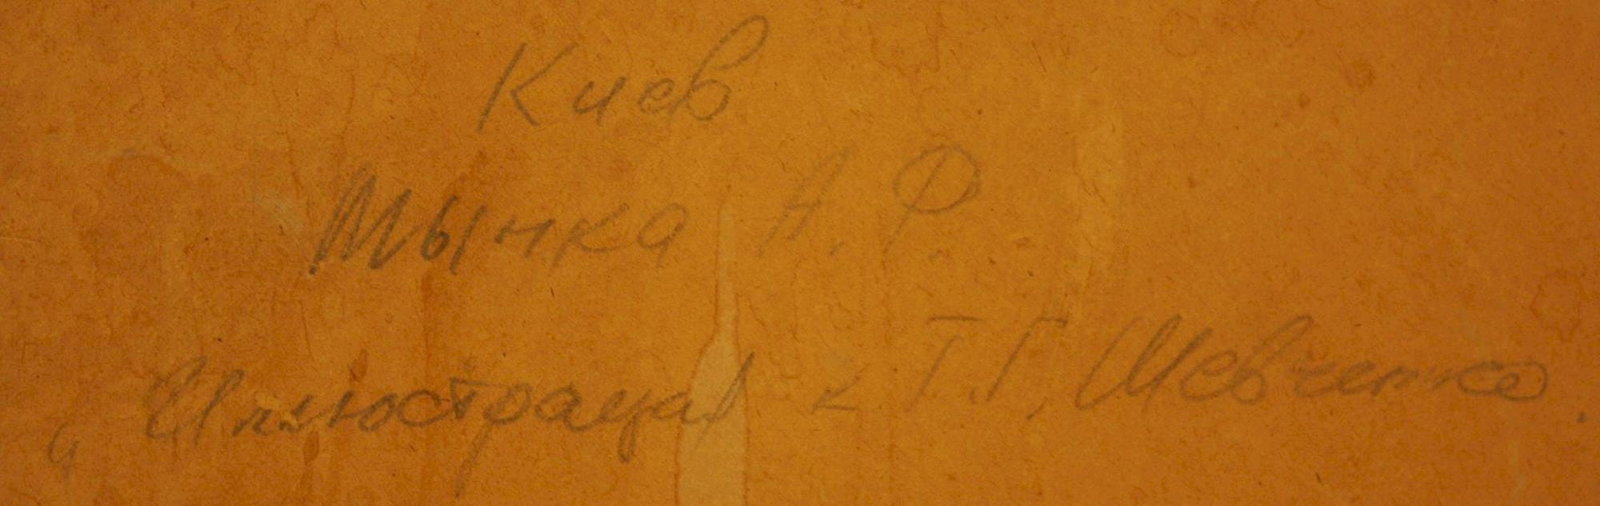 Киев
Мынка А. Ф.
„Иллюстрация к Т. Г. Шевченко.